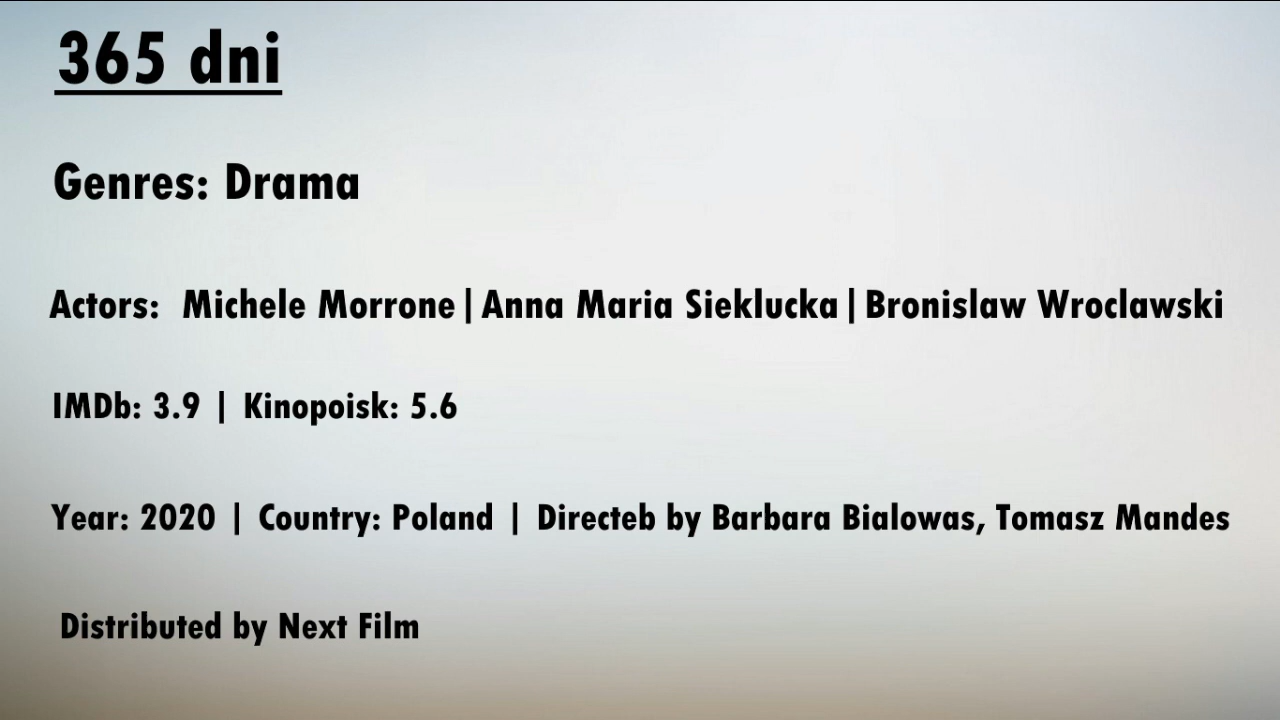 365 dni
Genres: Drama
Actors: Michele Morrone|Anna Maria Sieklucka|Bronislaw Wroclawski
IMDb: 3.9 | Kinopoisk: 5.6
Year: 2020 | Country: Poland | Directeb by Barbara Bialowas, Tomasz Mandes
Distributed by Next Film